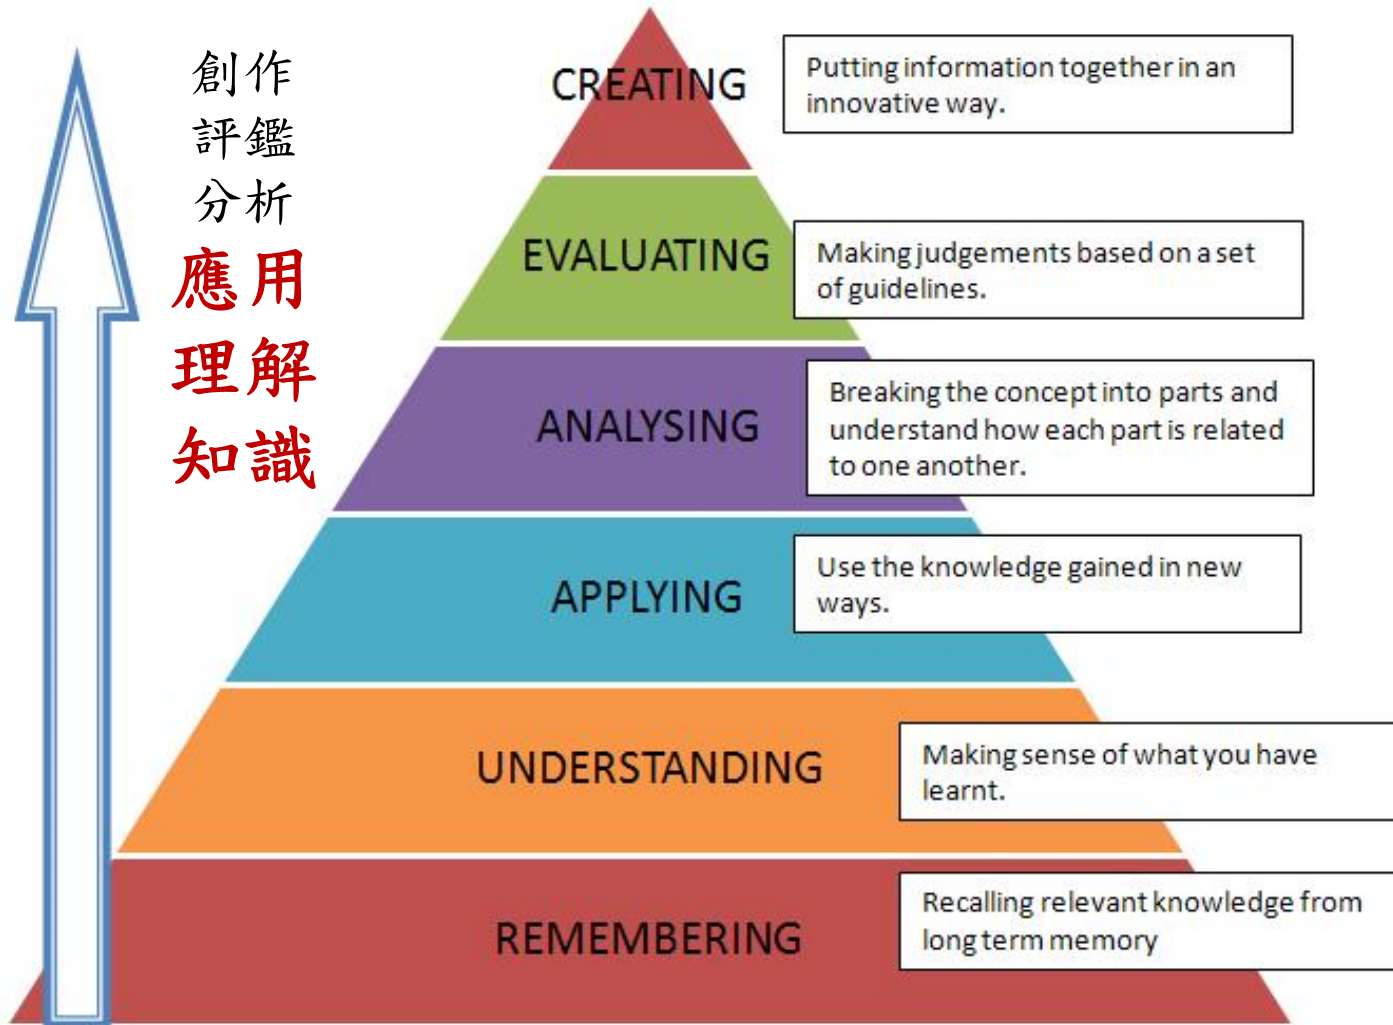 創作
評鑑
分析
應用
理解
知識
CREATING
Putting information together in an
innovative way.
EVALUATING
Making judgements based on a set
of guidelines.
ANALYSING
Breaking the concept into parts and
understand how each part is related
to one another.
APPLYING
Use the knowledge gained in new
ways.
UNDERSTANDING
Making sense of what you have
learnt.
REMEMBERING
Recalling relevant knowledge from
long term memory